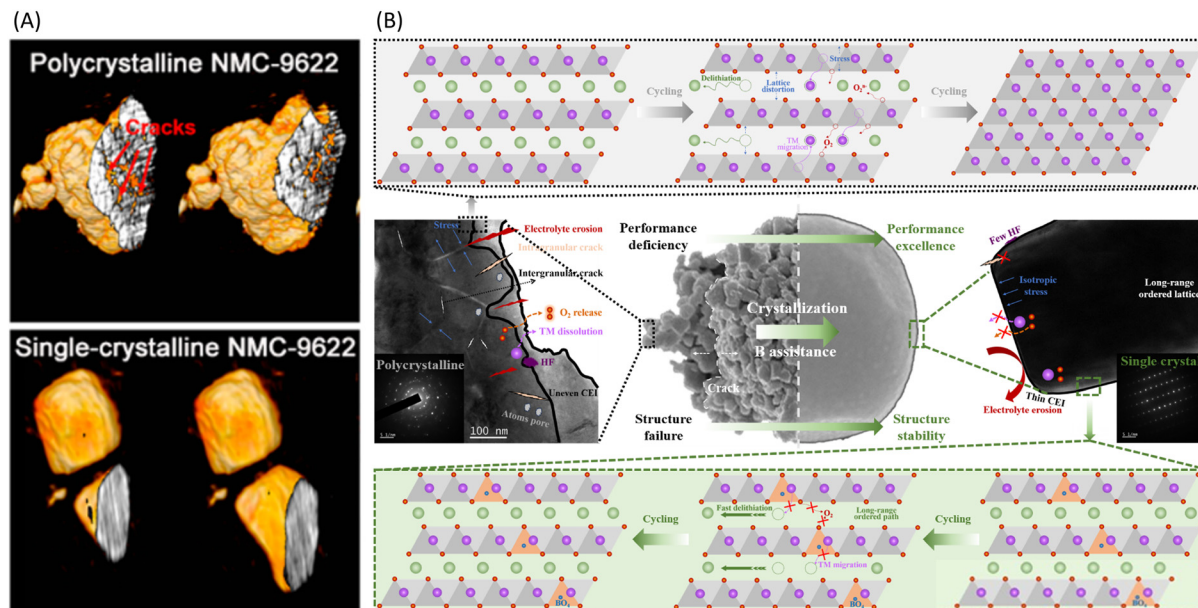 (A)
Polycrystalline NMC-9622
Cracks
Single-crystalline NMC-9622
(B)
Delithiation
Lattice
distortion
Stress
O₂*
O₂
TM
migration
Cycling
Cycling
Stress
Electrolyte erosion
Intergranular crack
Intergranular crack
O₂ release
TM dissolution
HF
Uneven CEI
Atoms pore
Polycrystalline
100 nm
Performance
deficiency
Performance
excellence
Crystallization
B assistance
Crack
Structure
failure
Structure
stability
Few HF
Isotropic
stress
Long-range
ordered lattice
Thin CEI
Electrolyte erosion
Single crystal
Cycling
Fast delithiation
O₂
Long-range
ordered path
TM migration
BO₄
Cycling
BO₄
BO₄